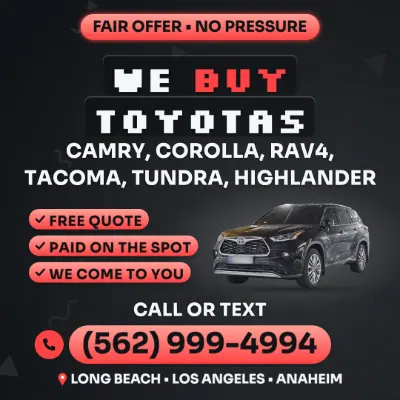 FAIR OFFER • NO PRESSURE
WE BUY
TOYOTAS
CAMRY, COROLLA, RAV4,
TACOMA, TUNDRA, HIGHLANDER
FREE QUOTE
PAID ON THE SPOT
WE COME TO YOU
CALL OR TEXT
(562) 999-4994
LONG BEACH • LOS ANGELES • ANAHEIM